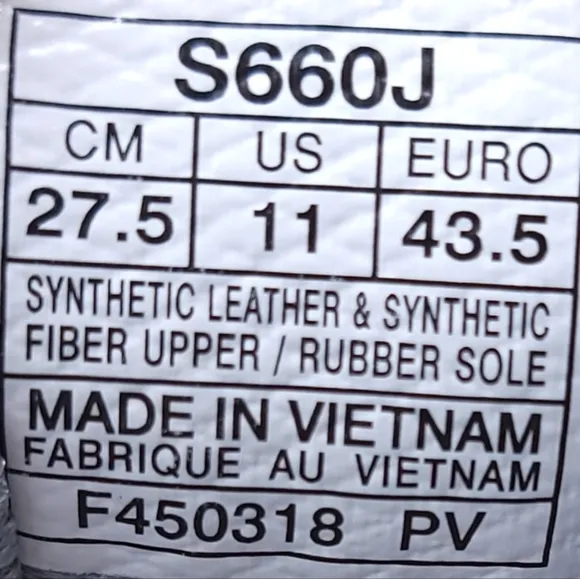 S660J
CM US EURO
27.5 11 43.5
SYNTHETIC LEATHER & SYNTHETIC
FIBER UPPER / RUBBER SOLE
MADE IN VIETNAM
FABRIQUE AU VIETNAM
F450318 PV